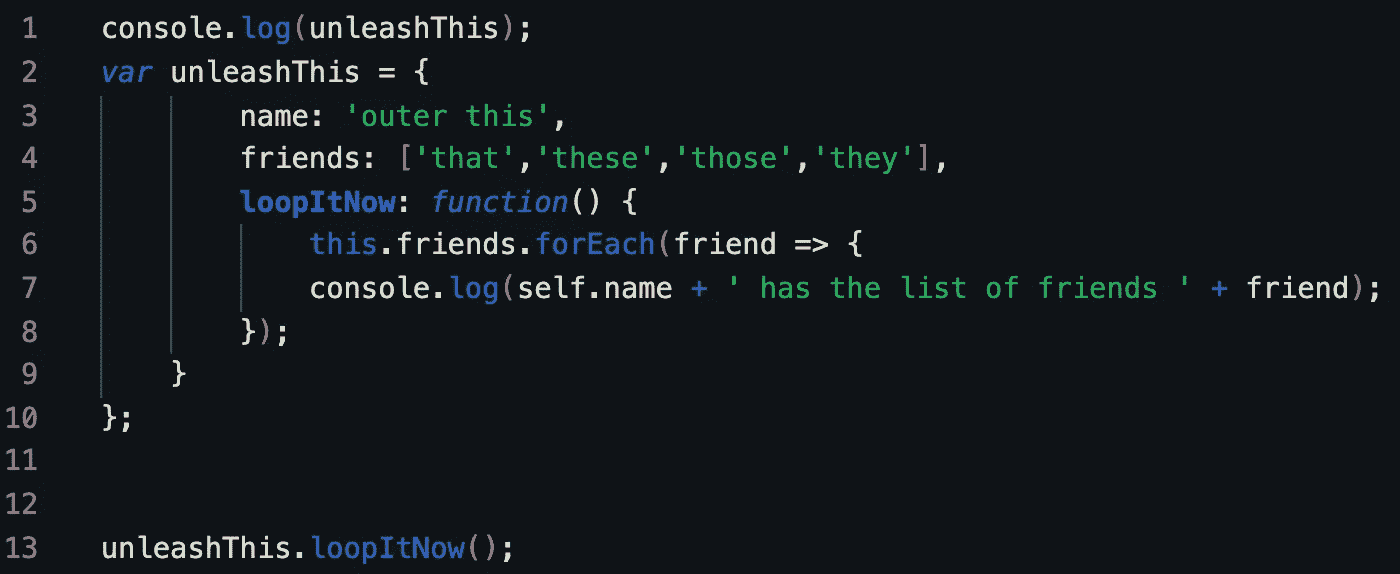 1 console.log(unleashThis);
2 var unleashThis = {
3 name: 'outer this',
4 friends: ['that','these','those','they'],
5 loopItNow: function() {
6 this.friends.forEach(friend => {
7 console.log(self.name + ' has the list of friends ' + friend);
8 });
9 }
10 };
11
12
13 unleashThis.loopItNow();